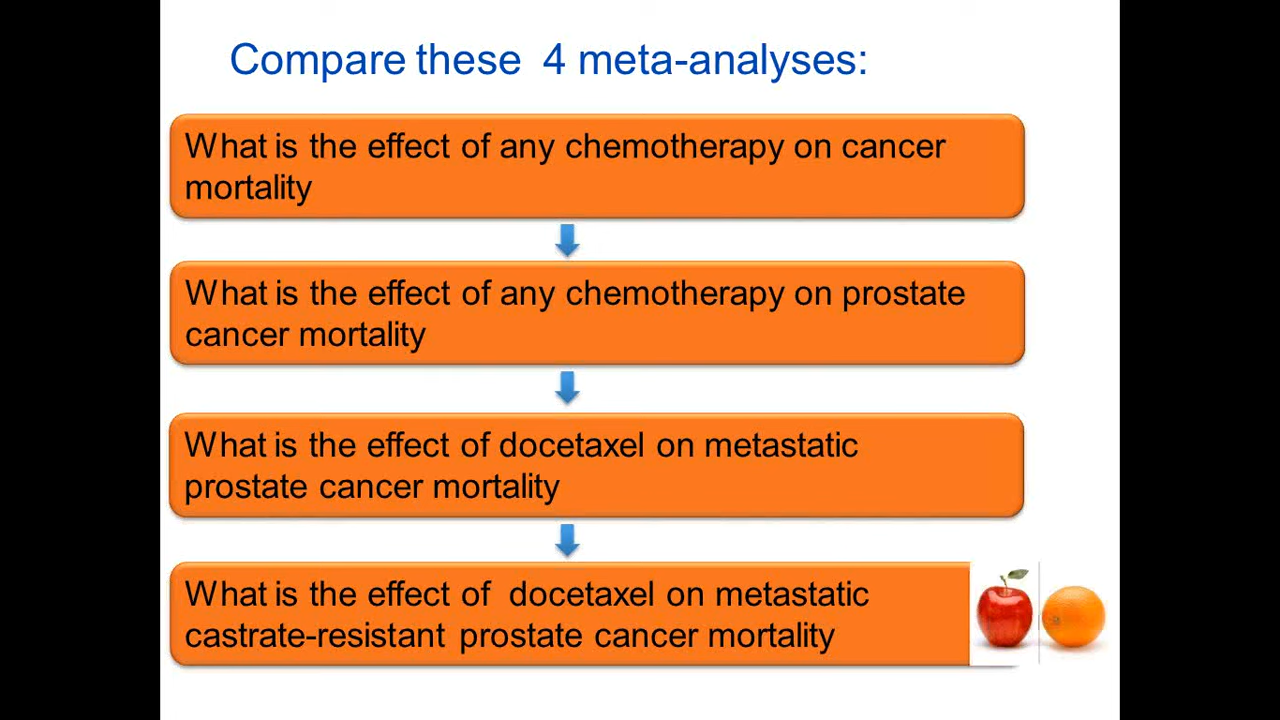 Compare these 4 meta-analyses:
What is the effect of any chemotherapy on cancer
mortality
What is the effect of any chemotherapy on prostate
cancer mortality
What is the effect of docetaxel on metastatic
prostate cancer mortality
What is the effect of docetaxel on metastatic
castrate-resistant prostate cancer mortality